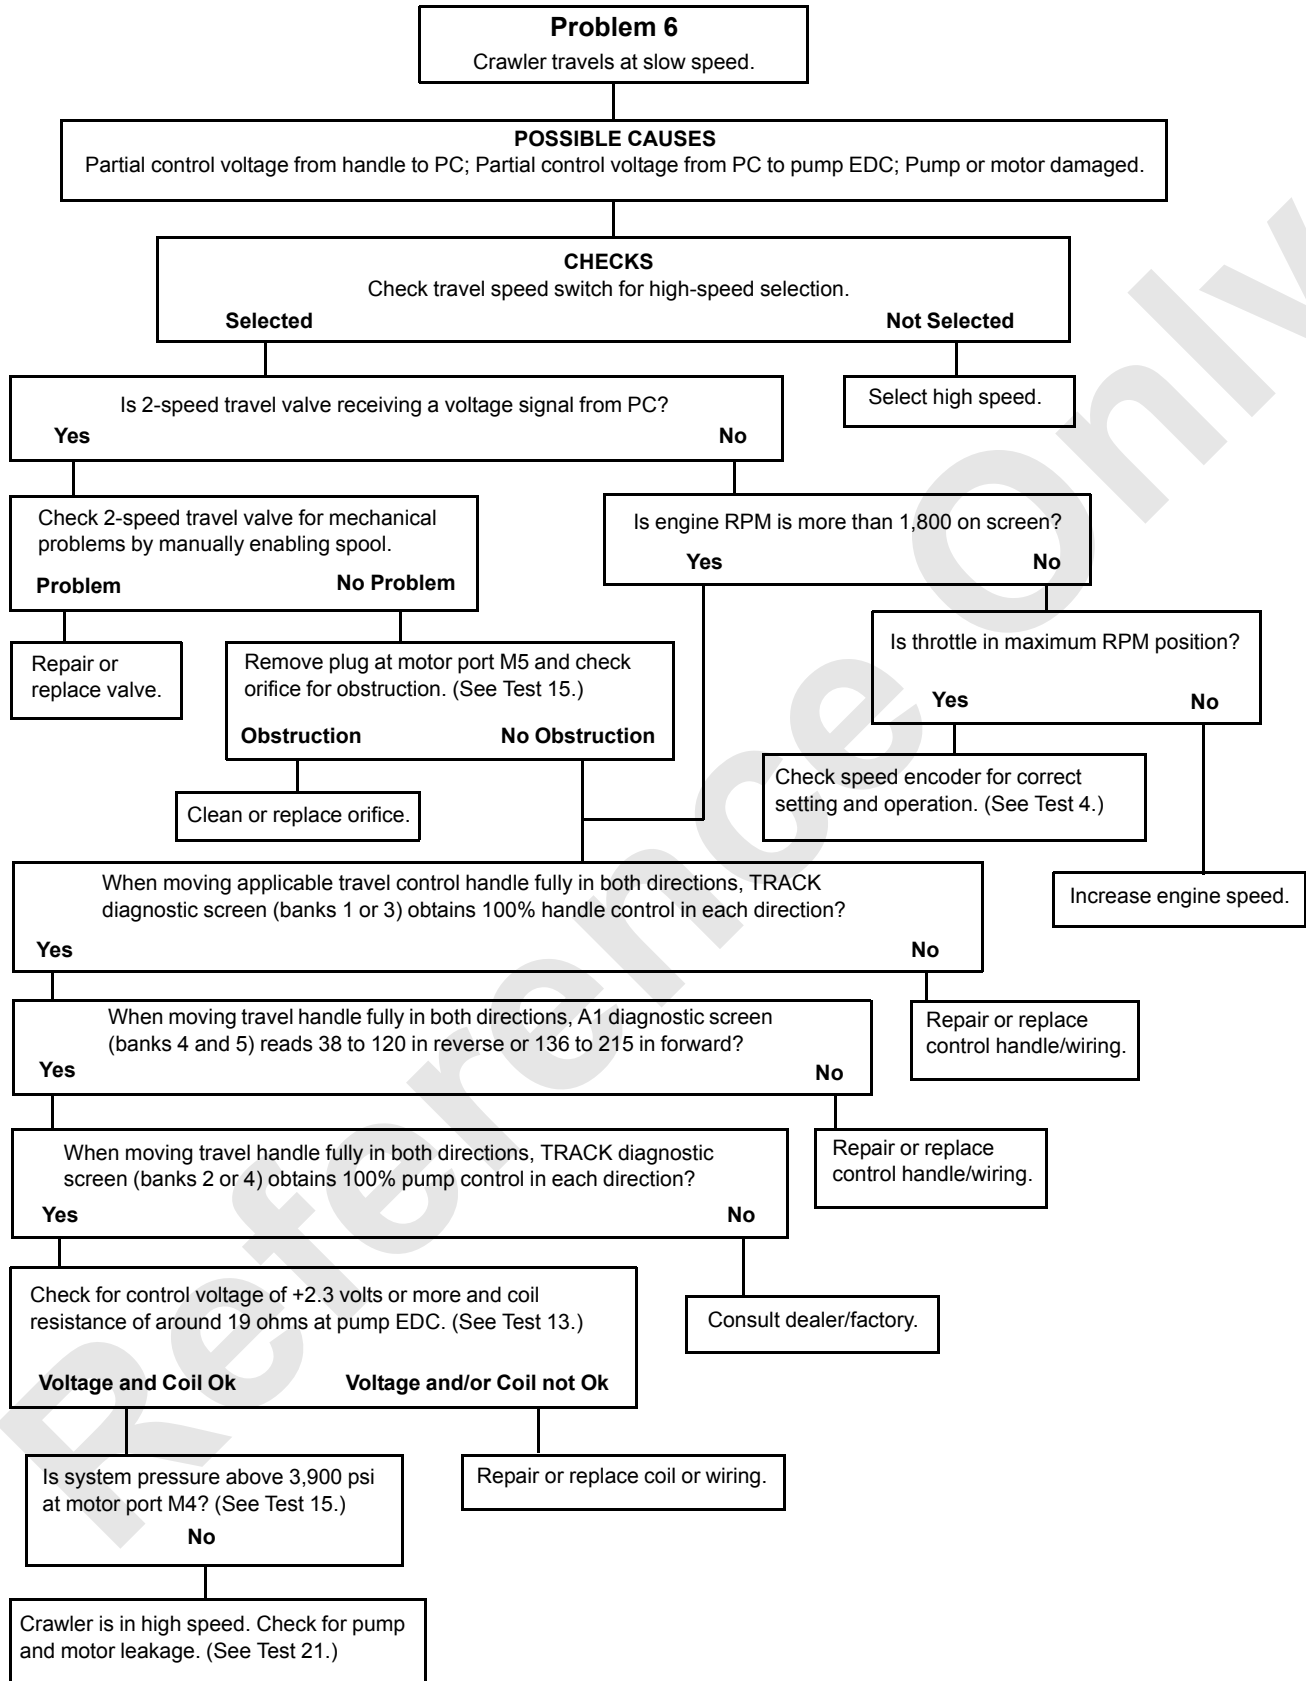 Problem 6
Crawler travels at slow speed.
POSSIBLE CAUSES
Partial control voltage from handle to PC; Partial control voltage from PC to pump EDC; Pump or motor damaged.
CHECKS
Check travel speed switch for high-speed selection.
Selected
Not Selected
Is 2-speed travel valve receiving a voltage signal from PC?
Yes
No
Select high speed.
Check 2-speed travel valve for mechanical
problems by manually enabling spool.
Problem
No Problem
Is engine RPM is more than 1,800 on screen?
Yes
No
Repair or
replace valve.
Remove plug at motor port M5 and check
orifice for obstruction. (See Test 15.)
Obstruction
No Obstruction
Is throttle in maximum RPM position?
Yes
No
Clean or replace orifice.
Check speed encoder for correct
setting and operation. (See Test 4.)
Increase engine speed.
When moving applicable travel control handle fully in both directions, TRACK
diagnostic screen (banks 1 or 3) obtains 100% handle control in each direction?
Yes
No
When moving travel handle fully in both directions, A1 diagnostic screen
(banks 4 and 5) reads 38 to 120 in reverse or 136 to 215 in forward?
Yes
No
Repair or replace
control handle/wiring.
When moving travel handle fully in both directions, TRACK diagnostic
screen (banks 2 or 4) obtains 100% pump control in each direction?
Yes
No
Repair or replace
control handle/wiring.
Check for control voltage of +2.3 volts or more and coil
resistance of around 19 ohms at pump EDC. (See Test 13.)
Voltage and Coil Ok
Voltage and/or Coil not Ok
Consult dealer/factory.
Is system pressure above 3,900 psi
at motor port M4? (See Test 15.)
No
Repair or replace coil or wiring.
Crawler is in high speed. Check for pump
and motor leakage. (See Test 21.)
Reference Only